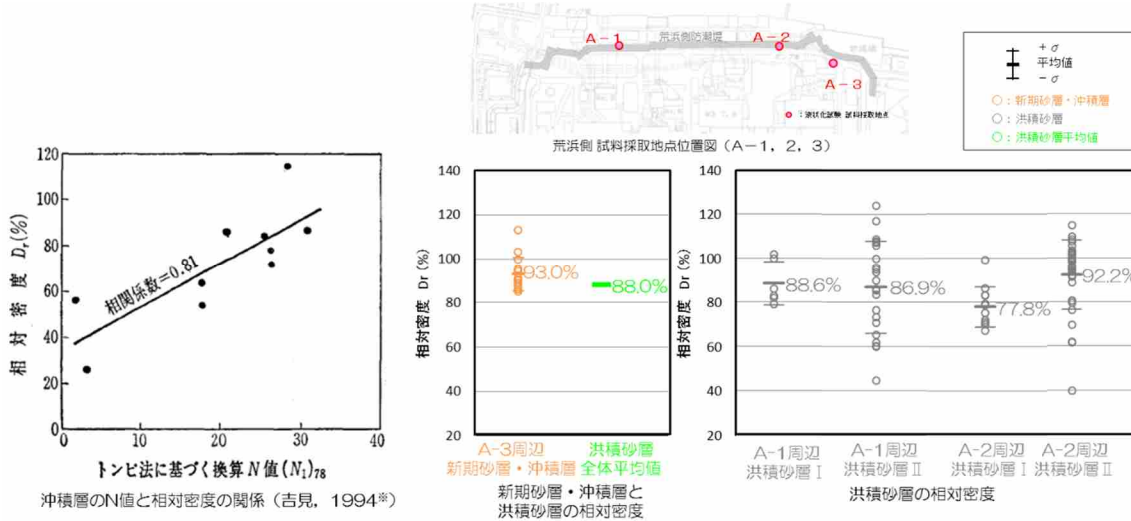 A-1
荒浜側防潮堤
A-2
A-3
○:液状化試験 試料採取地点
荒浜側 試料採取地点位置図(A-1, 2, 3)
+σ
平均値
-σ
○:新期砂層・沖積層
○:洪積砂層
○:洪積砂層平均値
120
100
80
60
40
20
0
相対密度 Dr(%)
相関係数=0.81
0
10
20
30
40
トンビ法に基づく換算N値(N1)78
沖積層のN値と相対密度の関係(吉見, 1994※)
140
120
100
80
60
40
20
相対密度 Dr(%)
93.0%
88.0%
A-3周辺
新期砂層・沖積層
洪積砂層
全体平均値
新期砂層・沖積層と
洪積砂層の相対密度
140
120
100
80
60
40
20
相対密度 Dr(%)
88.6%
86.9%
77.8%
92.2%
A-1周辺
洪積砂層Ⅰ
A-1周辺
洪積砂層Ⅱ
A-2周辺
洪積砂層Ⅰ
A-2周辺
洪積砂層Ⅱ
洪積砂層の相対密度